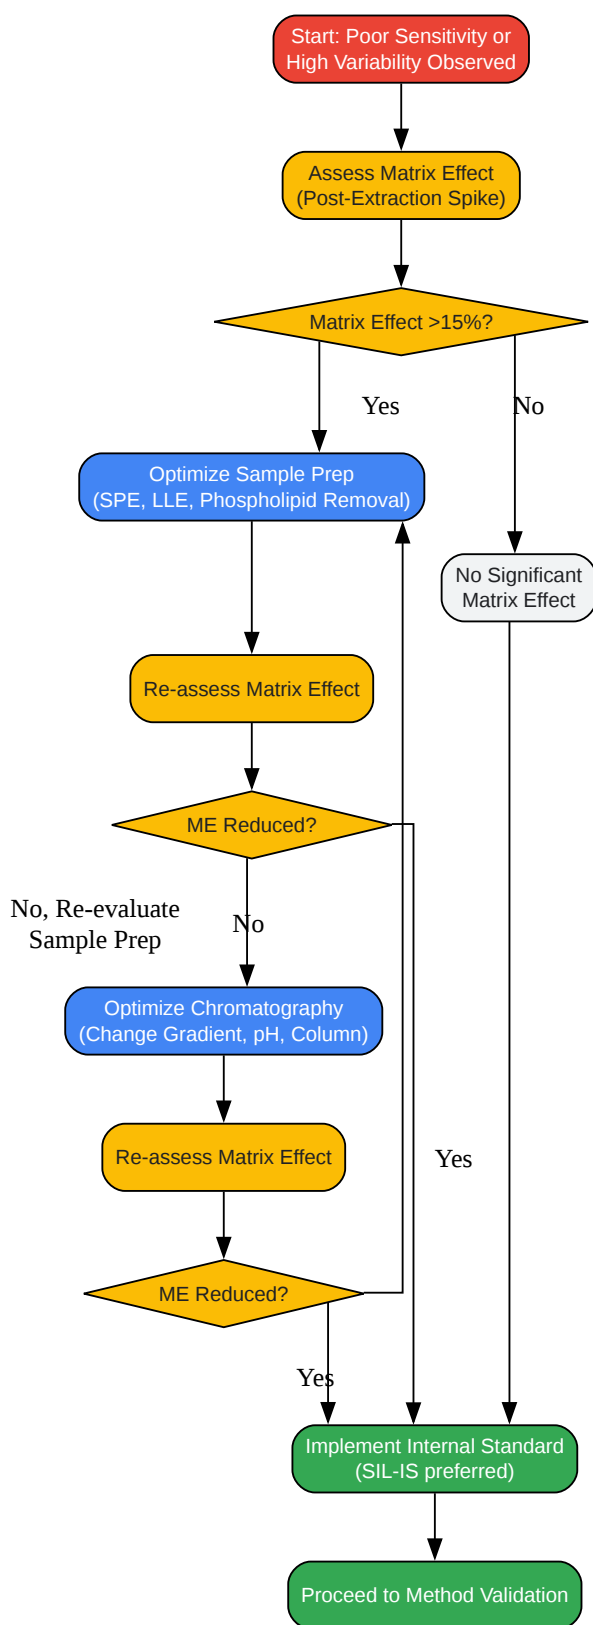 Start: Poor Sensitivity or
High Variability Observed
Assess Matrix Effect
(Post-Extraction Spike)
Matrix Effect >15%?
Yes
No
Optimize Sample Prep
(SPE, LLE, Phospholipid Removal)
No Significant
Matrix Effect
Re-assess Matrix Effect
ME Reduced?
No, Re-evaluate
Sample Prep
No
Optimize Chromatography
(Change Gradient, pH, Column)
Re-assess Matrix Effect
Yes
ME Reduced?
Yes
Implement Internal Standard
(SIL-IS preferred)
Proceed to Method Validation